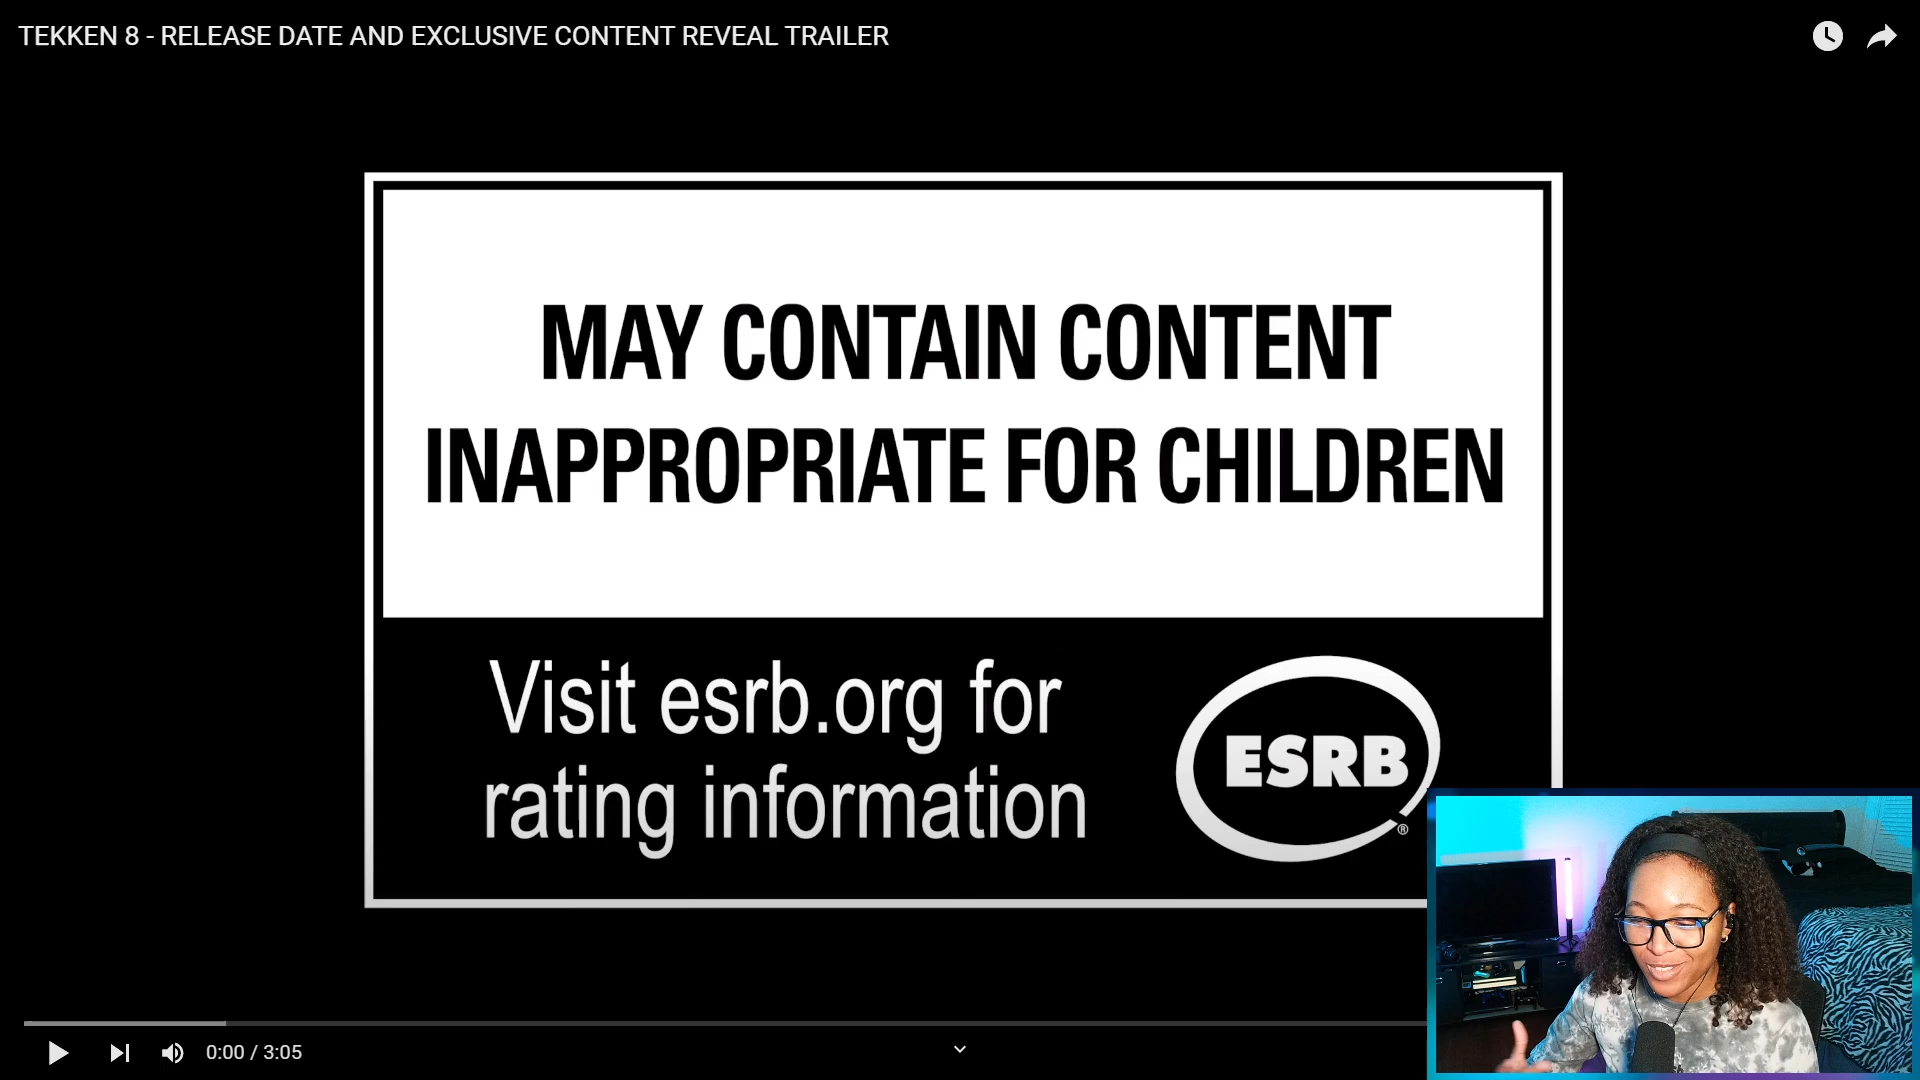 TEKKEN 8 - RELEASE DATE AND EXCLUSIVE CONTENT REVEAL TRAILER
MAY CONTAIN CONTENT
INAPPROPRIATE FOR CHILDREN
Visit esrb.org for
rating information
ESRB
®
0:00 / 3:05